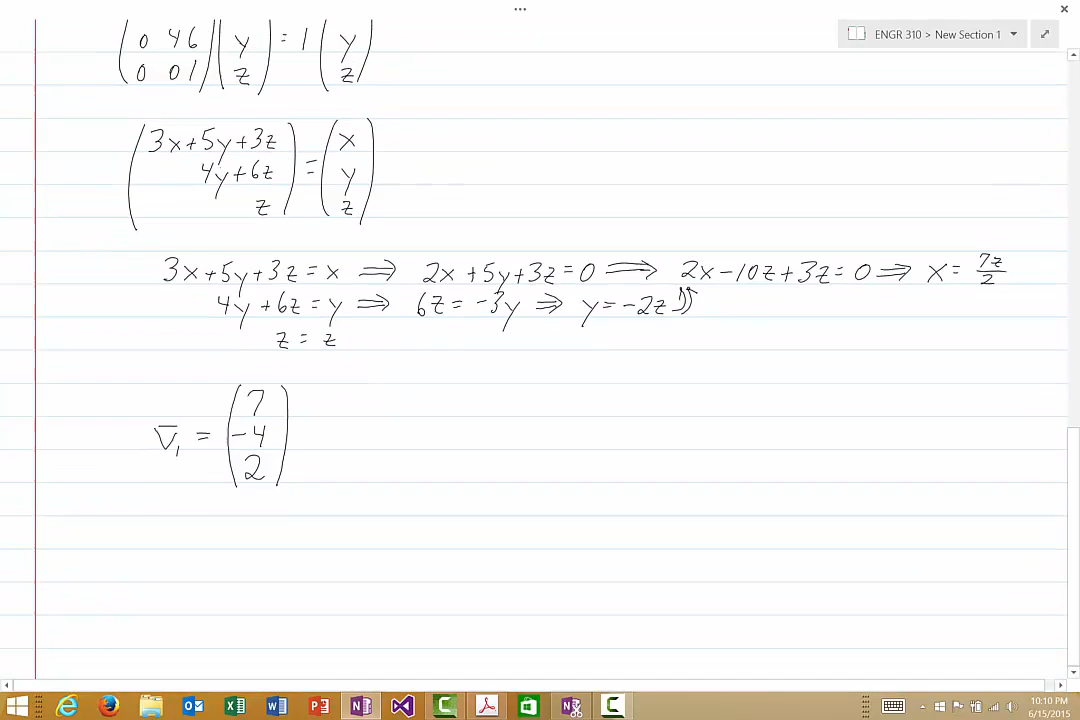 ENGR 310 > New Section 1
( 0 4 6 ) ( y ) = 1 ( y )
( 0 0 1 ) ( z ) ( z )
( 3x+5y+3z ) = ( x )
( 4y+6z ) ( y )
( z ) ( z )
3x+5y+3z=x ⇒ 2x+5y+3z=0 ⇒ 2x-10z+3z=0 ⇒ x= 7z/2
4y+6z=y ⇒ 6z=-3y ⇒ y=-2z
z = z
v̅₁ = ( 7 )
( -4 )
( 2 )
10:10 PM
6/15/2015